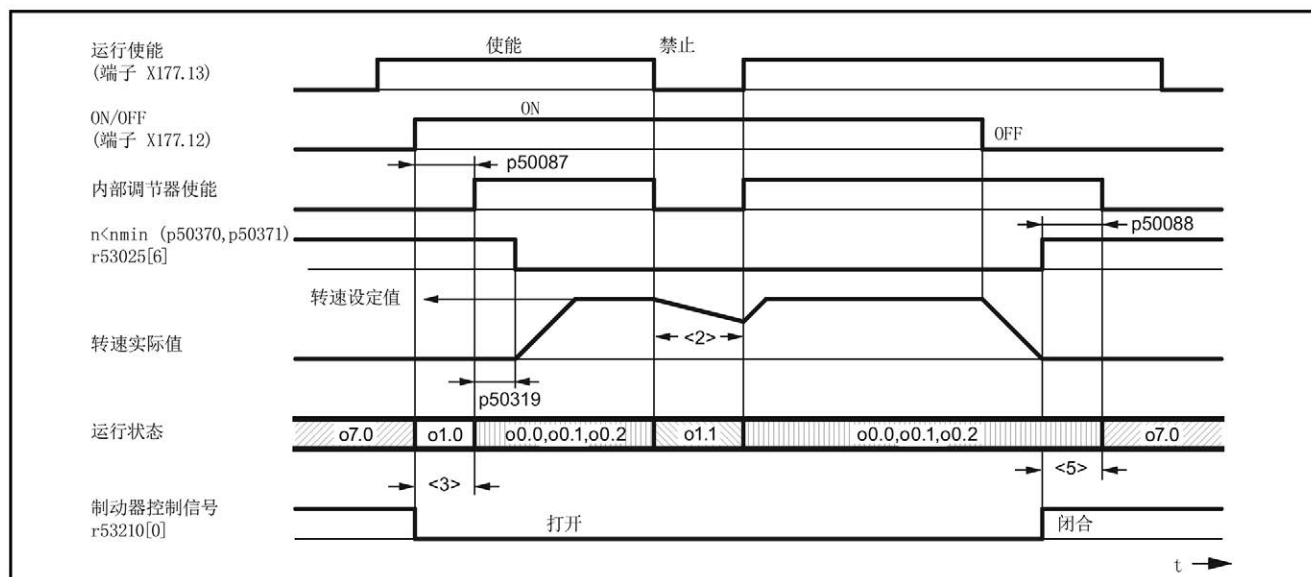 运行使能
(端子 X177.13)
使能
禁止
ON/OFF
(端子 X177.12)
ON
OFF
p50087
内部调节器使能
n<nmin (p50370,p50371)
r53025[6]
p50088
转速设定值
转速实际值
<2>
p50319
运行状态
o7.0
o1.0
o0.0,o0.1,o0.2
o1.1
o0.0,o0.1,o0.2
o7.0
<3>
<5>
制动器控制信号
r53210[0]
打开
闭合
t